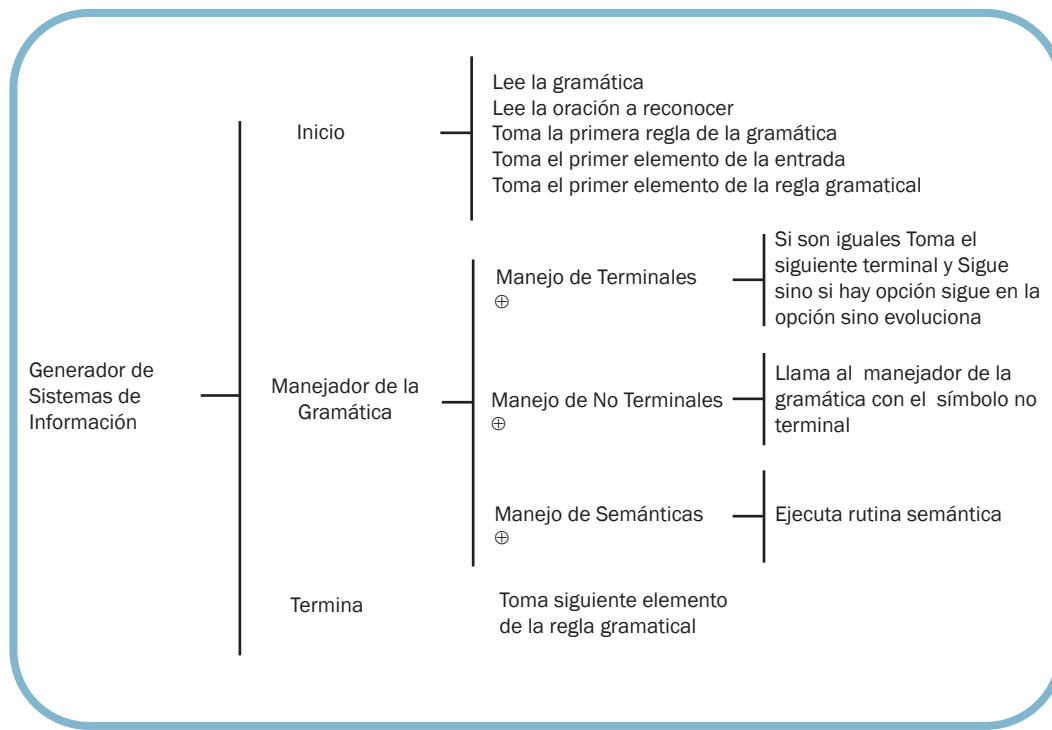 Generador de
Sistemas de
Información
Inicio
Lee la gramática
Lee la oración a reconocer
Toma la primera regla de la gramática
Toma el primer elemento de la entrada
Toma el primer elemento de la regla gramatical
Manejador de la
Gramática
Manejo de Terminales
⊕
Si son iguales Toma el
siguiente terminal y Sigue
sino si hay opción sigue en la
opción sino evoluciona
Manejo de No Terminales
⊕
Llama al manejador de la
gramática con el símbolo no
terminal
Manejo de Semánticas
⊕
Ejecuta rutina semántica
Termina
Toma siguiente elemento
de la regla gramatical